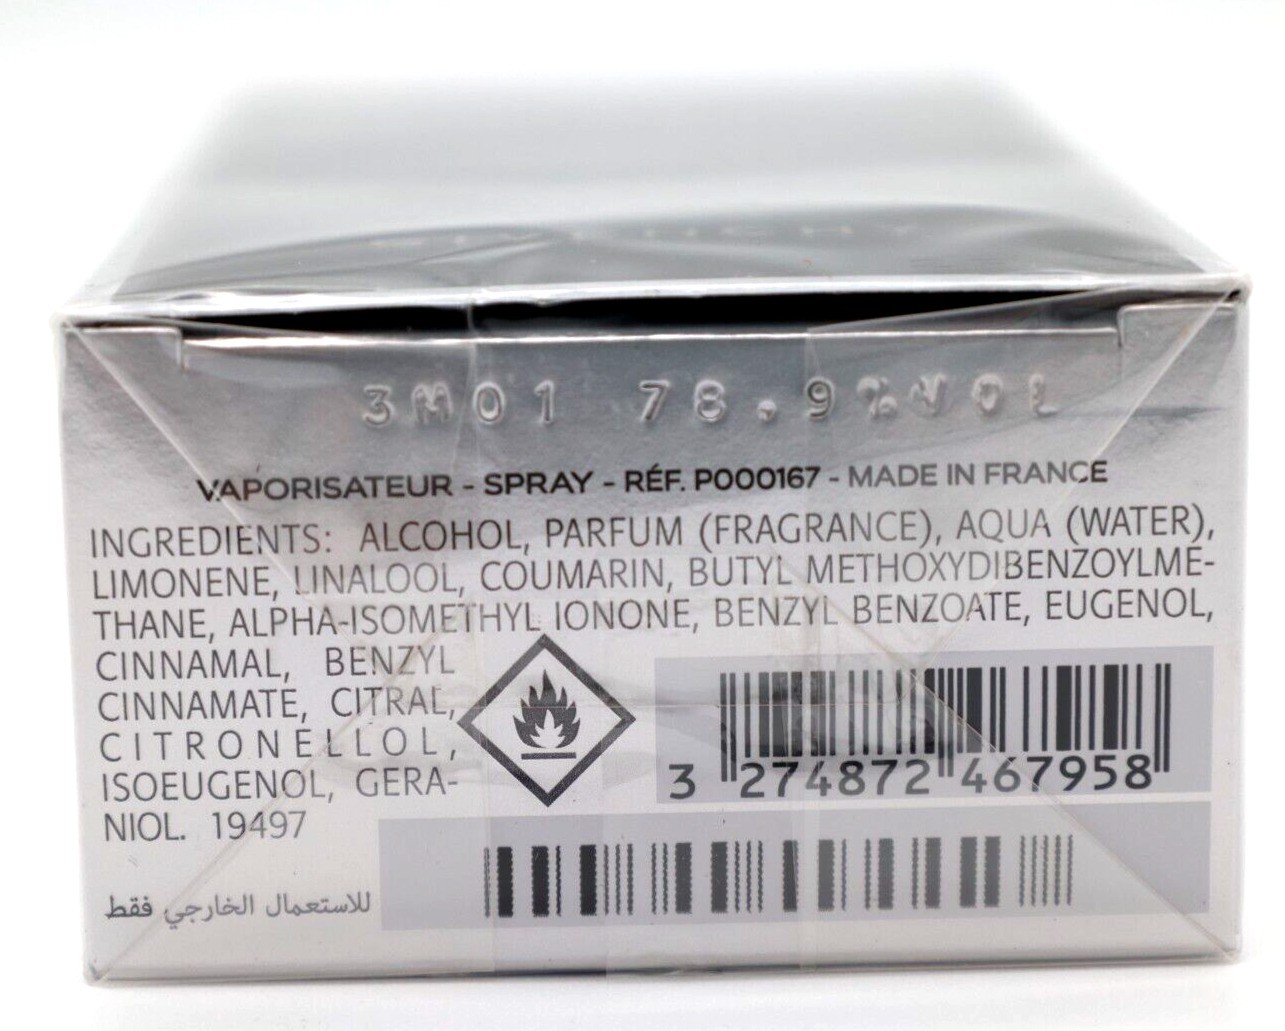 GIVENCHY
3M01 78.9%VOL
VAPORISATEUR - SPRAY - RÉF. P000167 - MADE IN FRANCE
INGREDIENTS: ALCOHOL, PARFUM (FRAGRANCE), AQUA (WATER),
LIMONENE, LINALOOL, COUMARIN, BUTYL METHOXYDIBENZOYLME-
THANE, ALPHA-ISOMETHYL IONONE, BENZYL BENZOATE, EUGENOL,
CINNAMAL, BENZYL
CINNAMATE, CITRAL,
CITRONELLOL,
ISOEUGENOL, GERA-
NIOL. 19497
3 274872 467958
للاستعمال الخارجي فقط